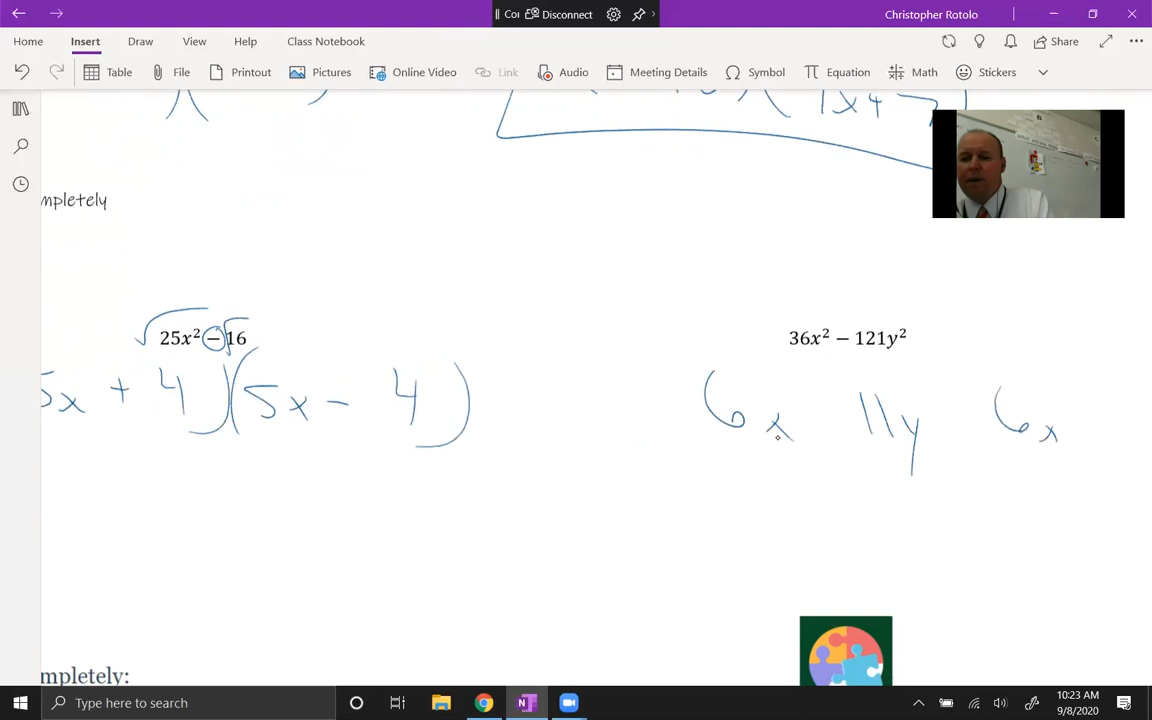 Disconnect
Christopher Rotolo
Home Insert Draw View Help Class Notebook
Share
Table File Printout Pictures Online Video Link Audio Meeting Details Symbol Equation Math Stickers
mpletely
25x² − 16
36x² − 121y²
5x + 4)(5x − 4)
6x 11y 6x
mpletely:
Type here to search
10:23 AM
9/8/2020